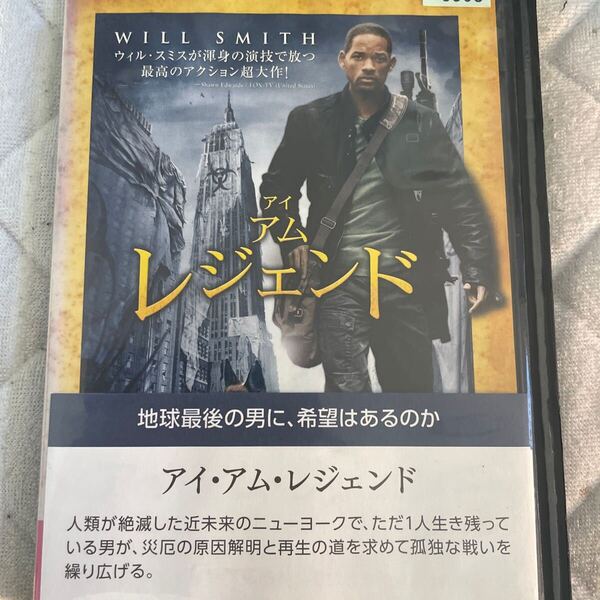 WILL SMITH
ウィル・スミスが渾身の演技で放つ
最高のアクション超大作!
—Shawn Edwards / FOX-TV (United States)
アイ
アム
レジェンド
地球最後の男に、希望はあるのか
アイ・アム・レジェンド
人類が絶滅した近未来のニューヨークで、ただ1人生き残って
いる男が、災厄の原因解明と再生の道を求めて孤独な戦いを
繰り広げる。